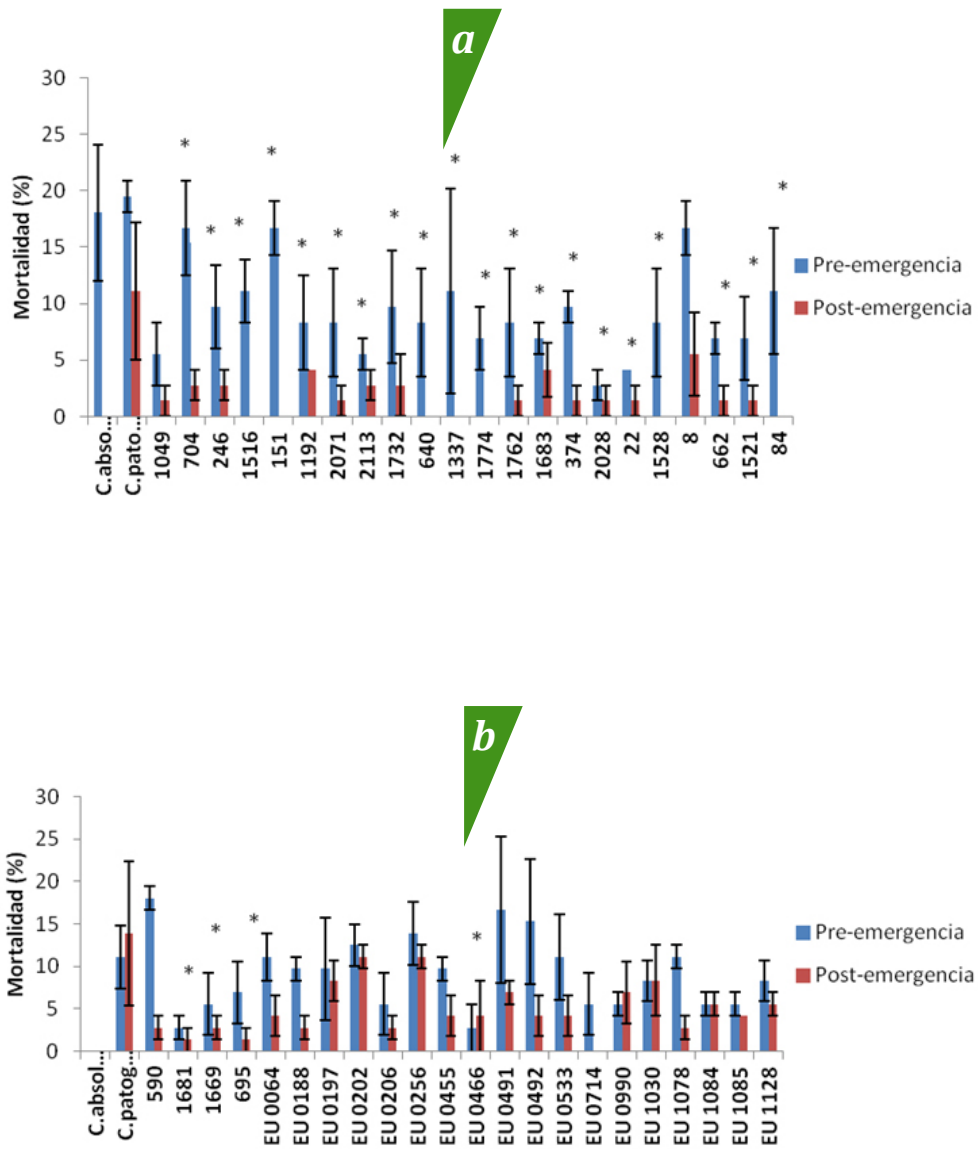 a
30
25
20
15
10
5
0
Mortalidad (%)
* * * * * * * * * * * * * * * * * * * * *
Pre-emergencia
Post-emergencia
C.abso...
C.pato...
1049
704
246
1516
151
1192
2071
2113
1732
640
1337
1774
1762
1683
374
2028
22
1528
8
662
1521
84
b
30
25
20
15
10
5
0
Mortalidad (%)
* * * *
Pre-emergencia
Post-emergencia
C.absol...
C.patog...
590
1681
1669
695
EU 0064
EU 0188
EU 0197
EU 0202
EU 0206
EU 0256
EU 0455
EU 0466
EU 0491
EU 0492
EU 0533
EU 0714
EU 0990
EU 1030
EU 1078
EU 1084
EU 1085
EU 1128